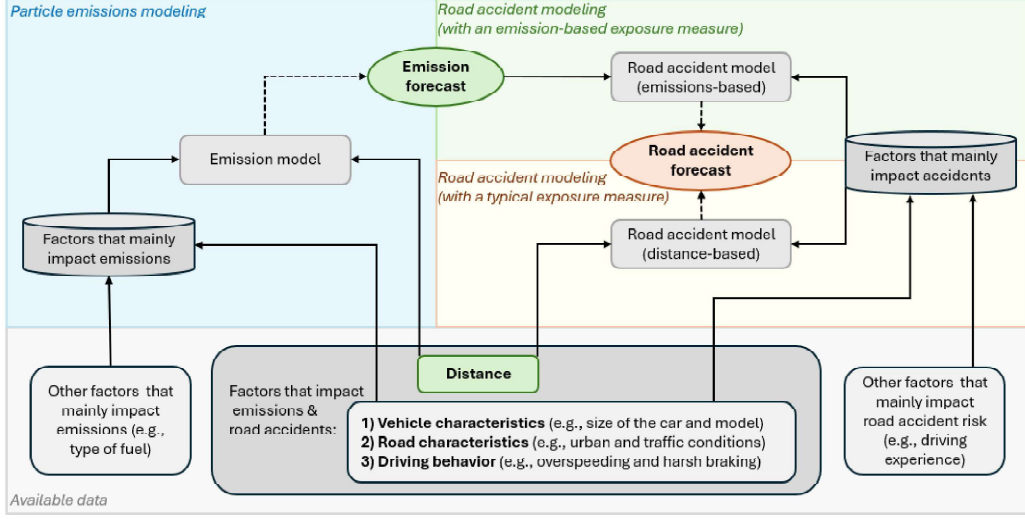 Particle emissions modeling
Road accident modeling
(with an emission-based exposure measure)
Emission
forecast
Road accident model
(emissions-based)
Emission model
Road accident
forecast
Factors that mainly
impact accidents
Road accident modeling
(with a typical exposure measure)
Factors that mainly
impact emissions
Road accident model
(distance-based)
Distance
Other factors that
mainly impact
emissions (e.g.,
type of fuel)
Factors that impact
emissions &
road accidents:
1) Vehicle characteristics (e.g., size of the car and model)
2) Road characteristics (e.g., urban and traffic conditions)
3) Driving behavior (e.g., overspeeding and harsh braking)
Other factors that
mainly impact
road accident risk
(e.g., driving
experience)
Available data